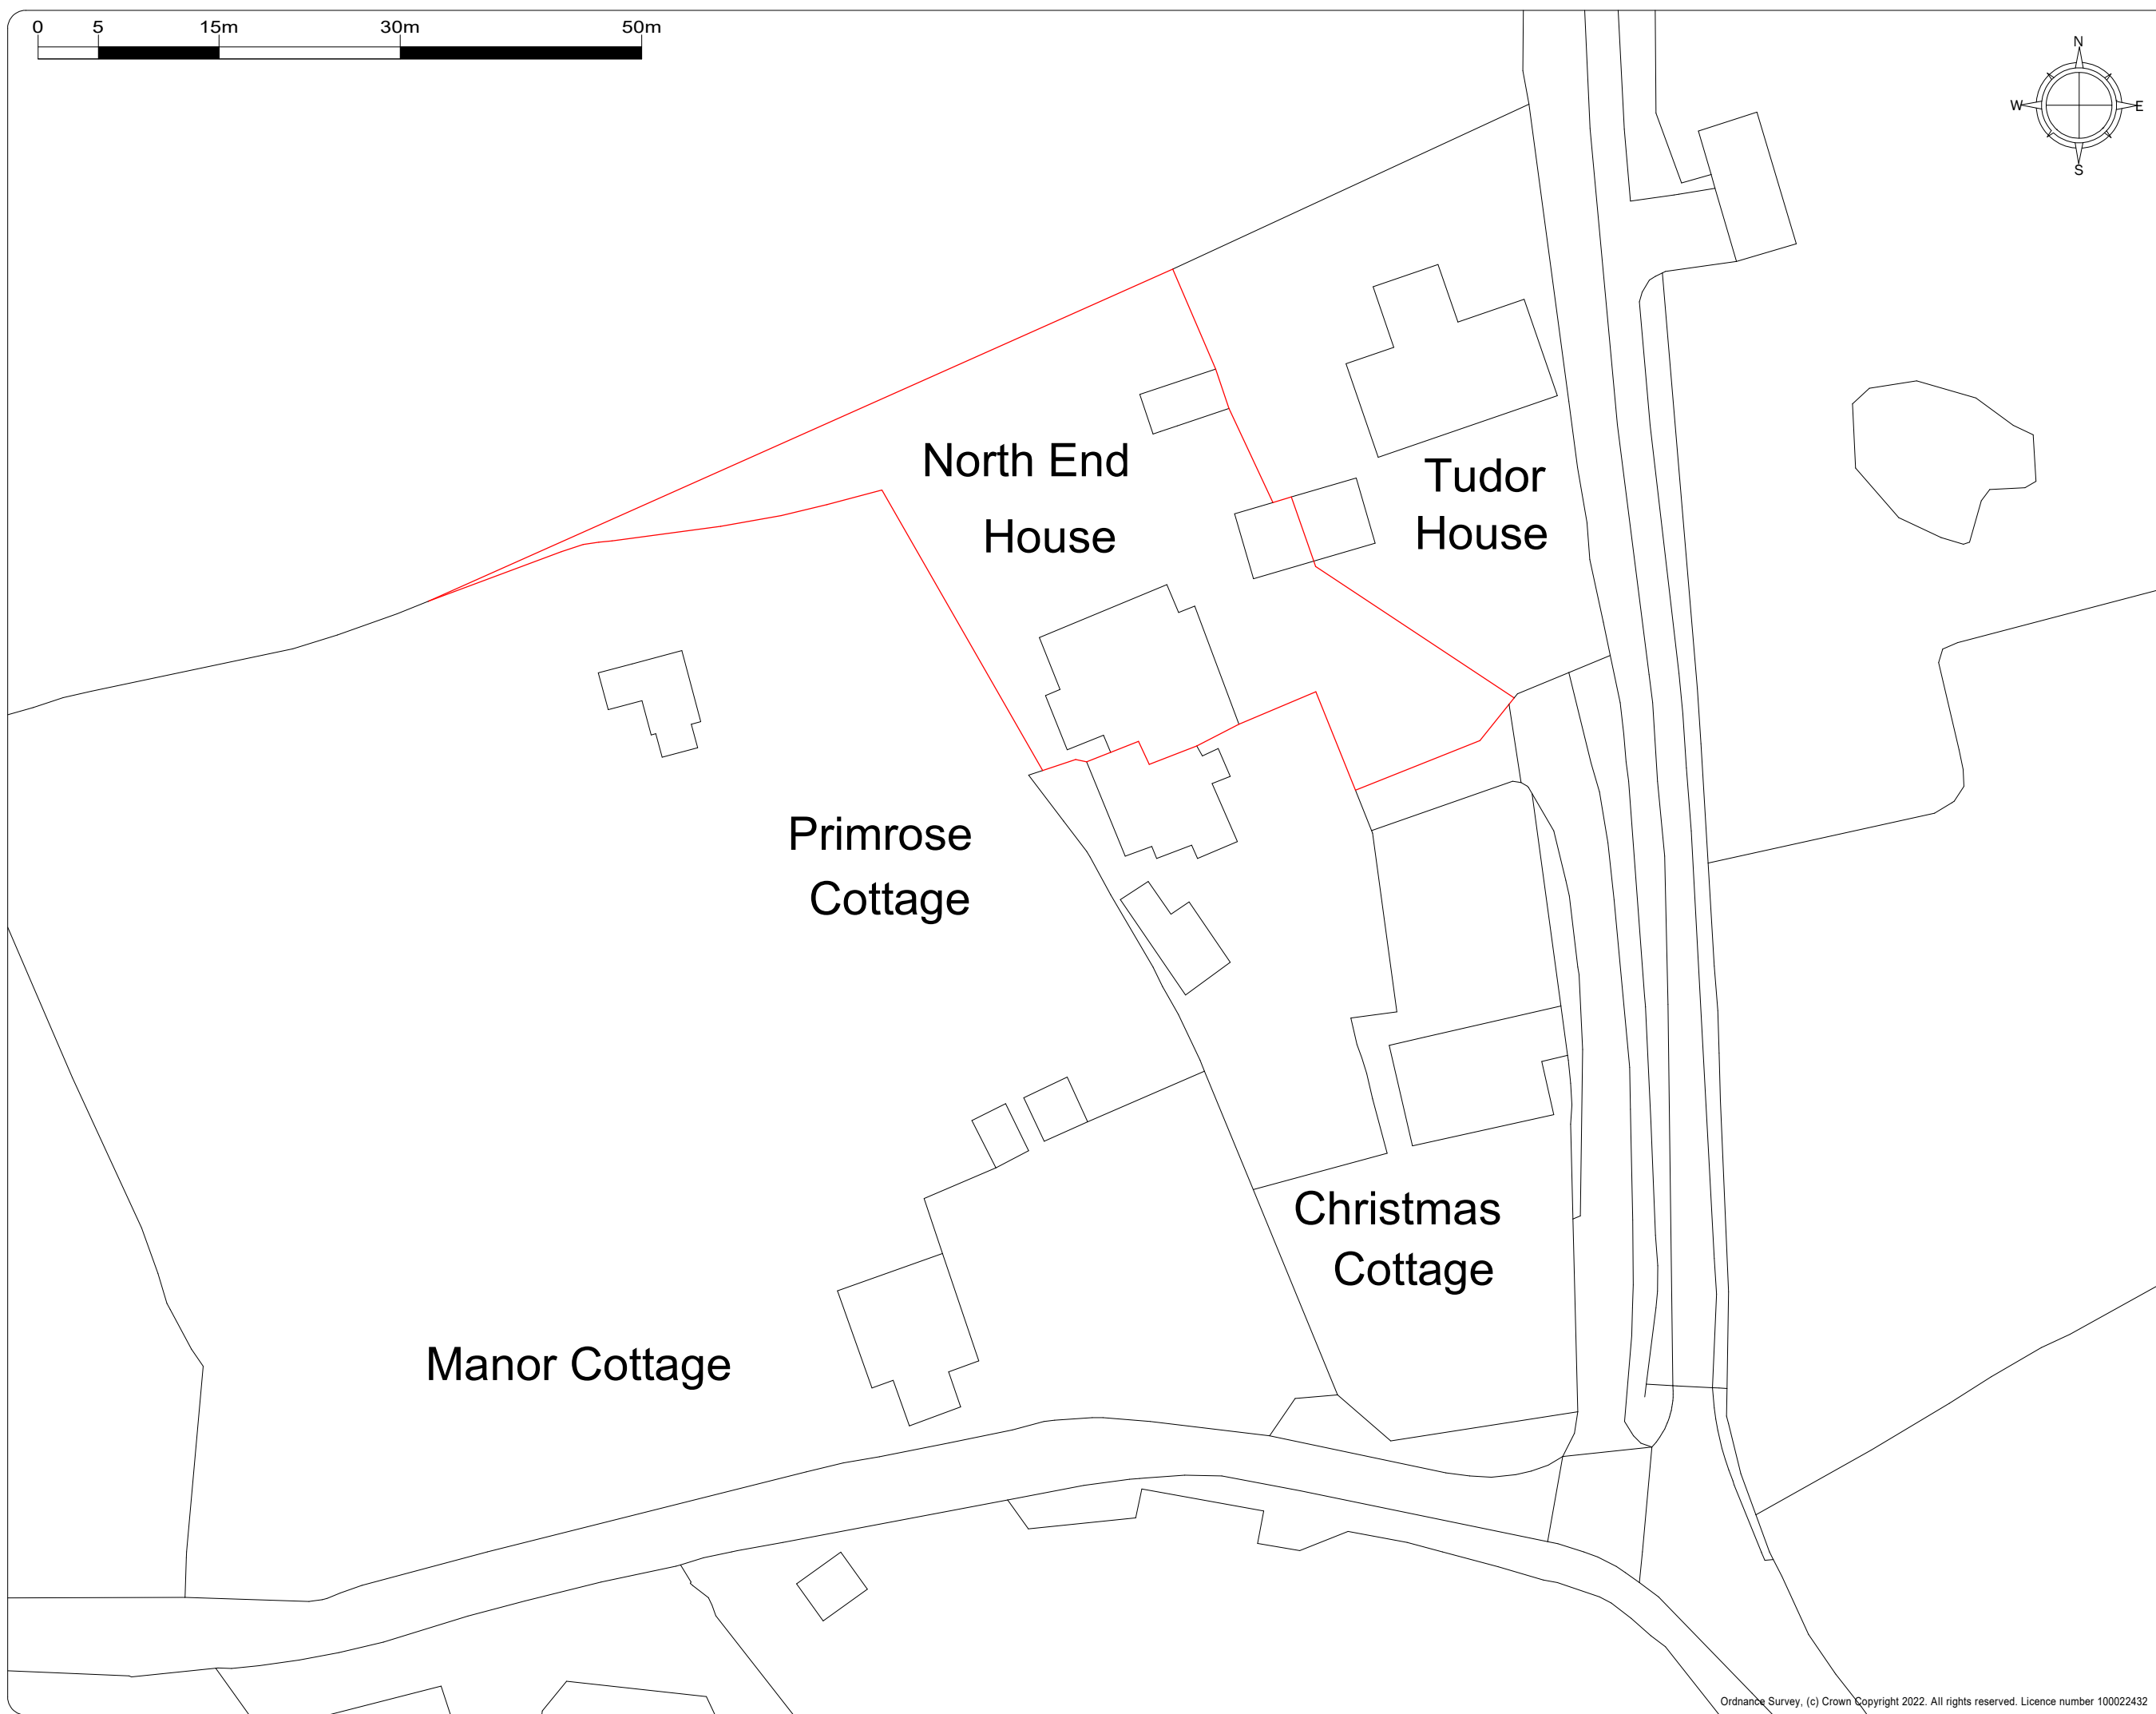 0 5 15m 30m 50m
N
W E
S
North End
House
Tudor
House
Primrose
Cottage
Christmas
Cottage
Manor Cottage
Ordnance Survey, (c) Crown Copyright 2022. All rights reserved. Licence number 100022432